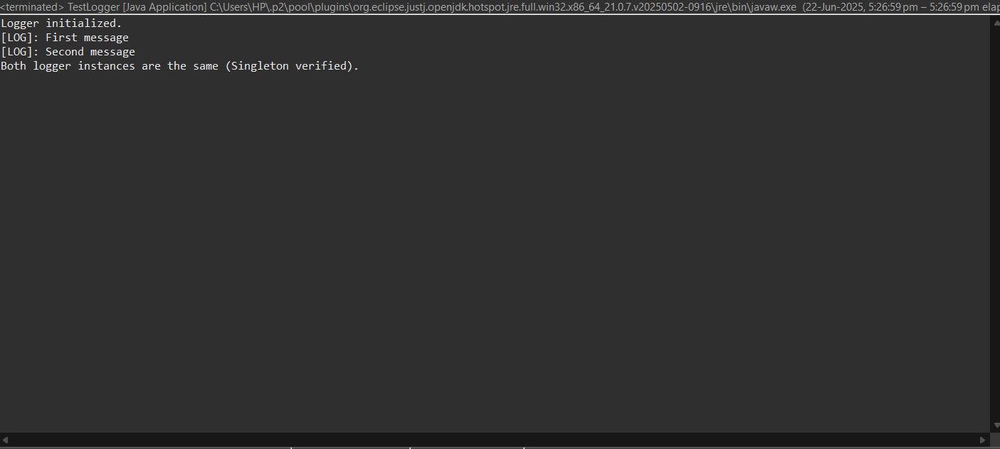 <terminated> TestLogger [Java Application] C:\Users\HP\.p2\pool\plugins\org.eclipse.justj.openjdk.hotspot.jre.full.win32.x86_64_21.0.7.v20250502-0916\jre\bin\javaw.exe (22-Jun-2025, 5:26:59 pm – 5:26:59 pm elap
Logger initialized.
[LOG]: First message
[LOG]: Second message
Both logger instances are the same (Singleton verified).